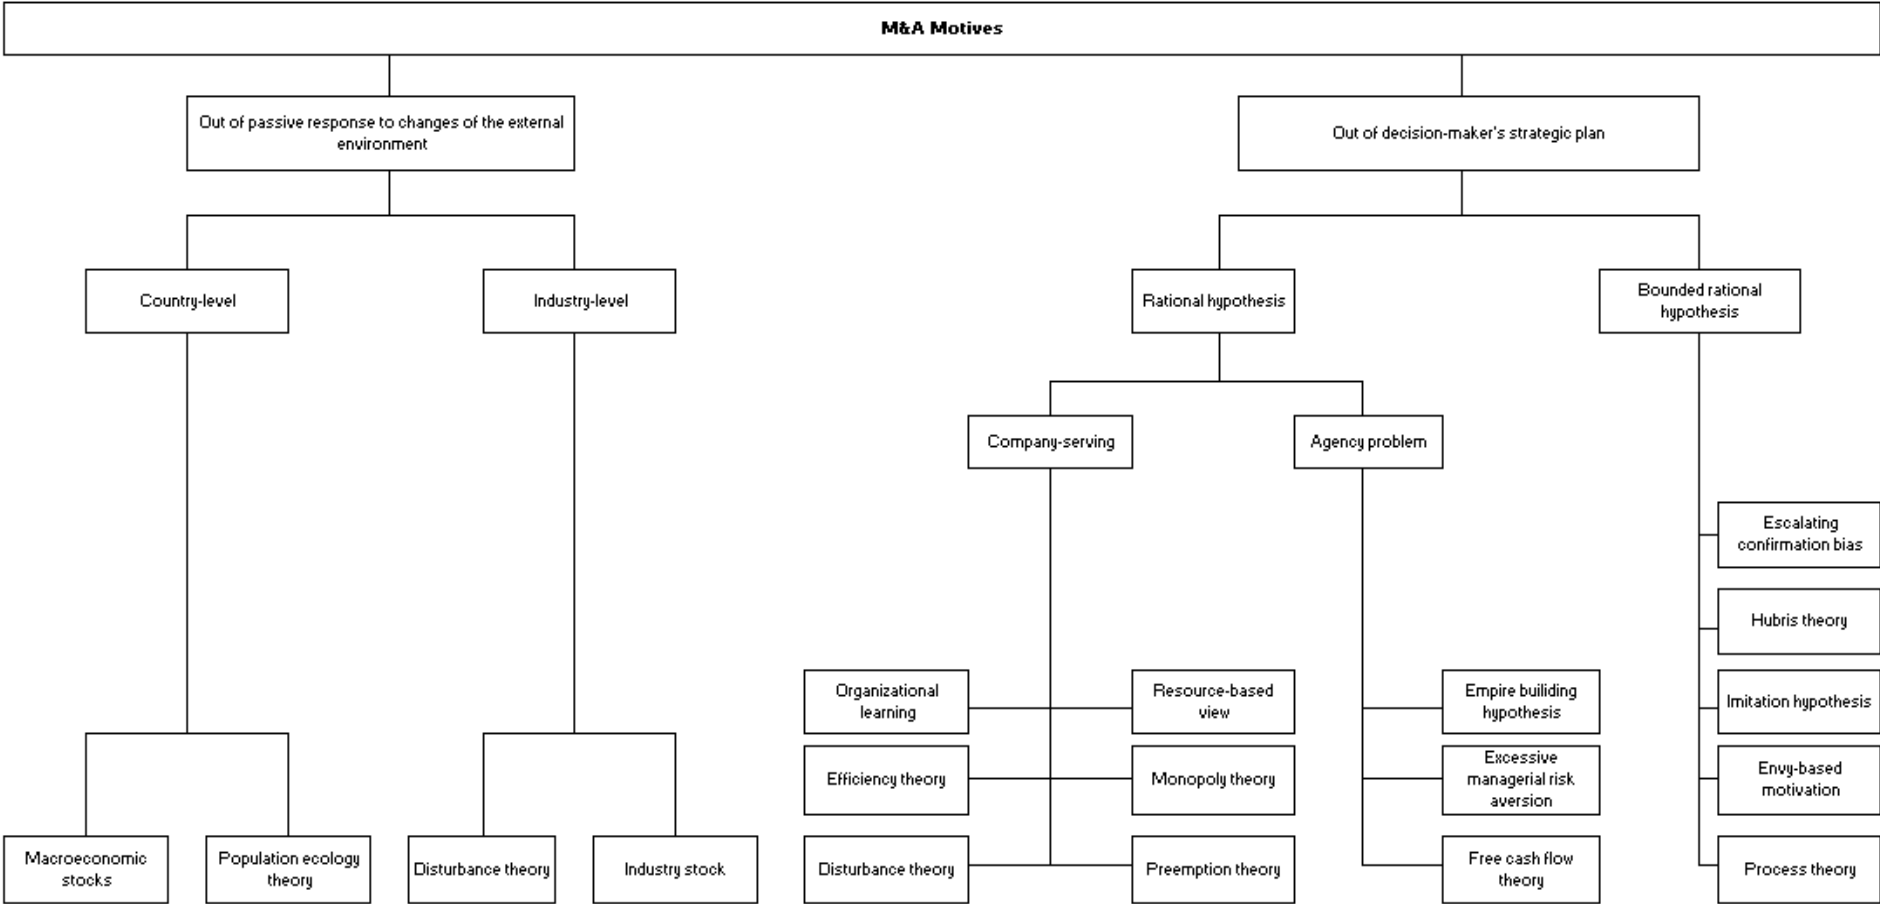 M&A Motives
Out of passive response to changes of the external
environment
Out of decision-maker's strategic plan
Country-level
Industry-level
Rational hypothesis
Bounded rational
hypothesis
Company-serving
Agency problem
Escalating
confirmation bias
Hubris theory
Organizational
learning
Resource-based
view
Empire builiding
hypothesis
Imitation hypothesis
Efficiency theory
Monopoly theory
Excessive
managerial risk
aversion
Envy-based
motivation
Macroeconomic
stocks
Population ecology
theory
Disturbance theory
Industry stock
Disturbance theory
Preemption theory
Free cash flow
theory
Process theory